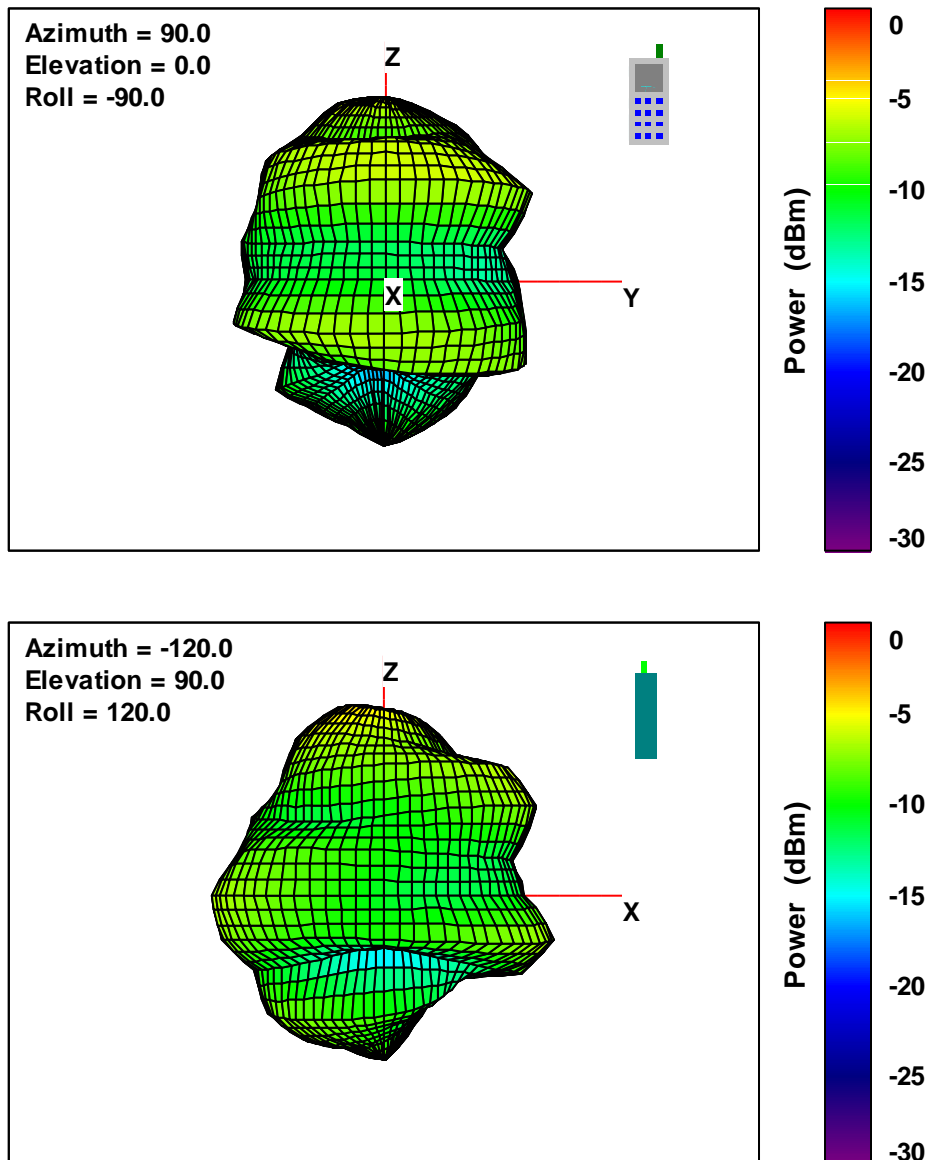 Azimuth = 90.0
Elevation = 0.0
Roll = -90.0
Z
X
Y
Power (dBm)
0
-5
-10
-15
-20
-25
-30
Azimuth = -120.0
Elevation = 90.0
Roll = 120.0
Z
X
Power (dBm)
0
-5
-10
-15
-20
-25
-30